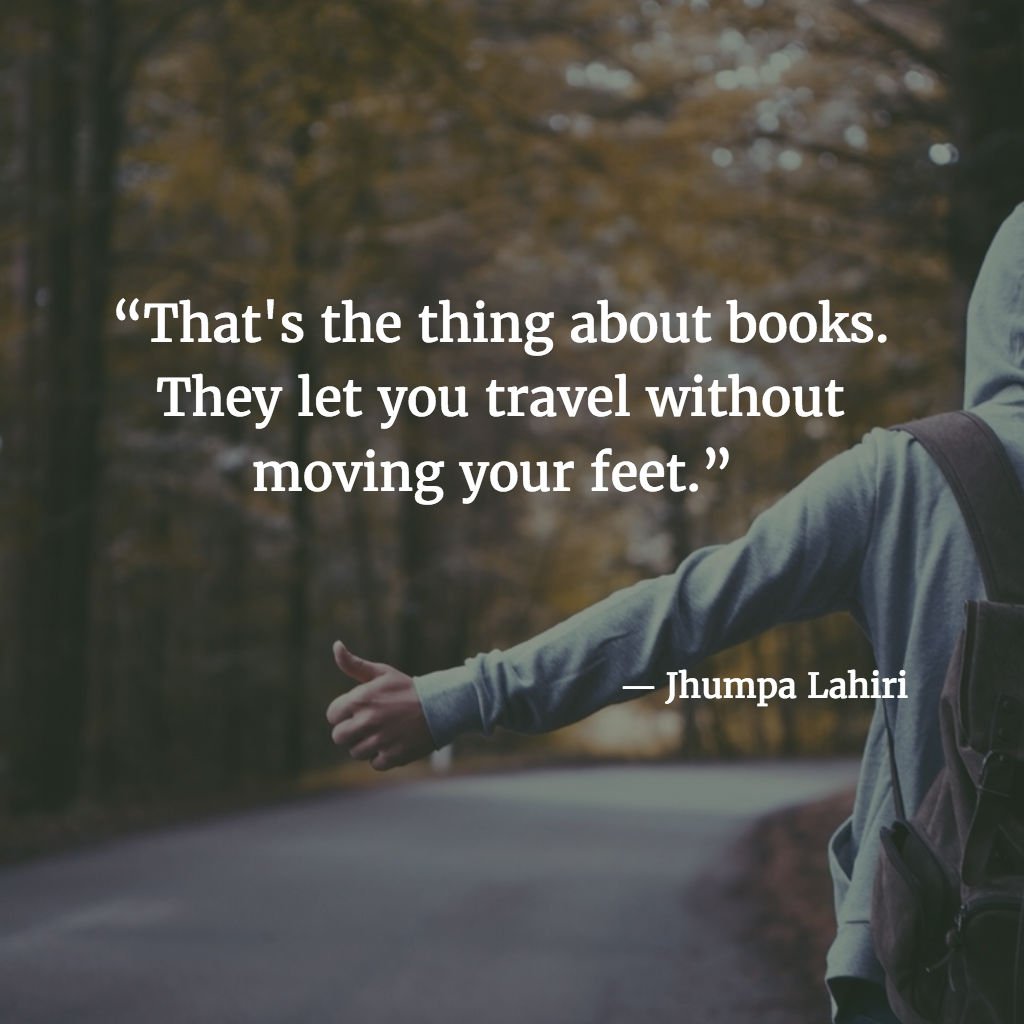 “That's the thing about books.
They let you travel without
moving your feet.”
— Jhumpa Lahiri